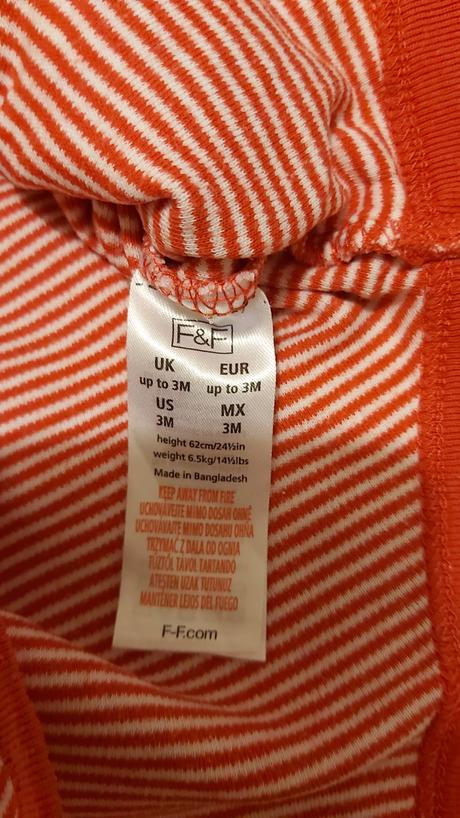 F&F
UK EUR
up to 3M up to 3M
US MX
3M 3M
height 62cm/24½in
weight 6.5kg/14½lbs
Made in Bangladesh
KEEP AWAY FROM FIRE
UCHOVÁVEJTE MIMO DOSAH OHNĚ
UCHOVÁVAJTE MIMO DOSAHU OHŇA
TRZYMAĆ Z DALA OD OGNIA
TŰZTŐL TÁVOL TARTANDÓ
ATEŞTEN UZAK TUTUNUZ
MANTENER LEJOS DEL FUEGO
F-F.com